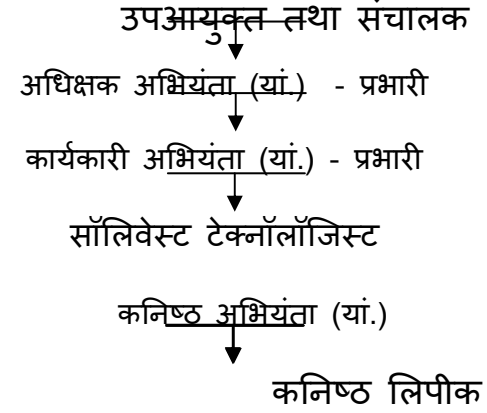 उपआयुक्त तथा संचालक
अधिक्षक अभियंता (यां.) - प्रभारी
कार्यकारी अभियंता (यां.) - प्रभारी
सॉलिवेस्ट टेक्नॉलॉजिस्ट
कनिष्ठ अभियंता (यां.)
कनिष्ठ लिपीक